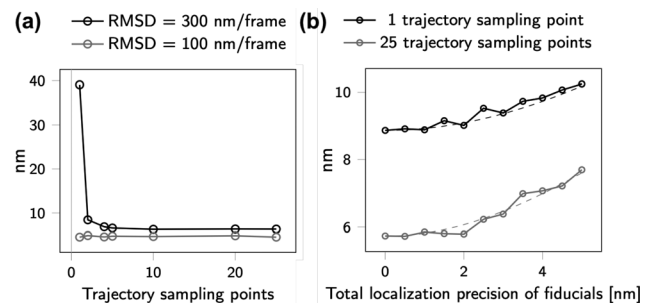 (a)
RMSD = 300 nm/frame
RMSD = 100 nm/frame
40
30
20
10
nm
0
10
20
Trajectory sampling points
(b)
1 trajectory sampling point
25 trajectory sampling points
10
8
6
nm
0
2
4
Total localization precision of fiducials [nm]